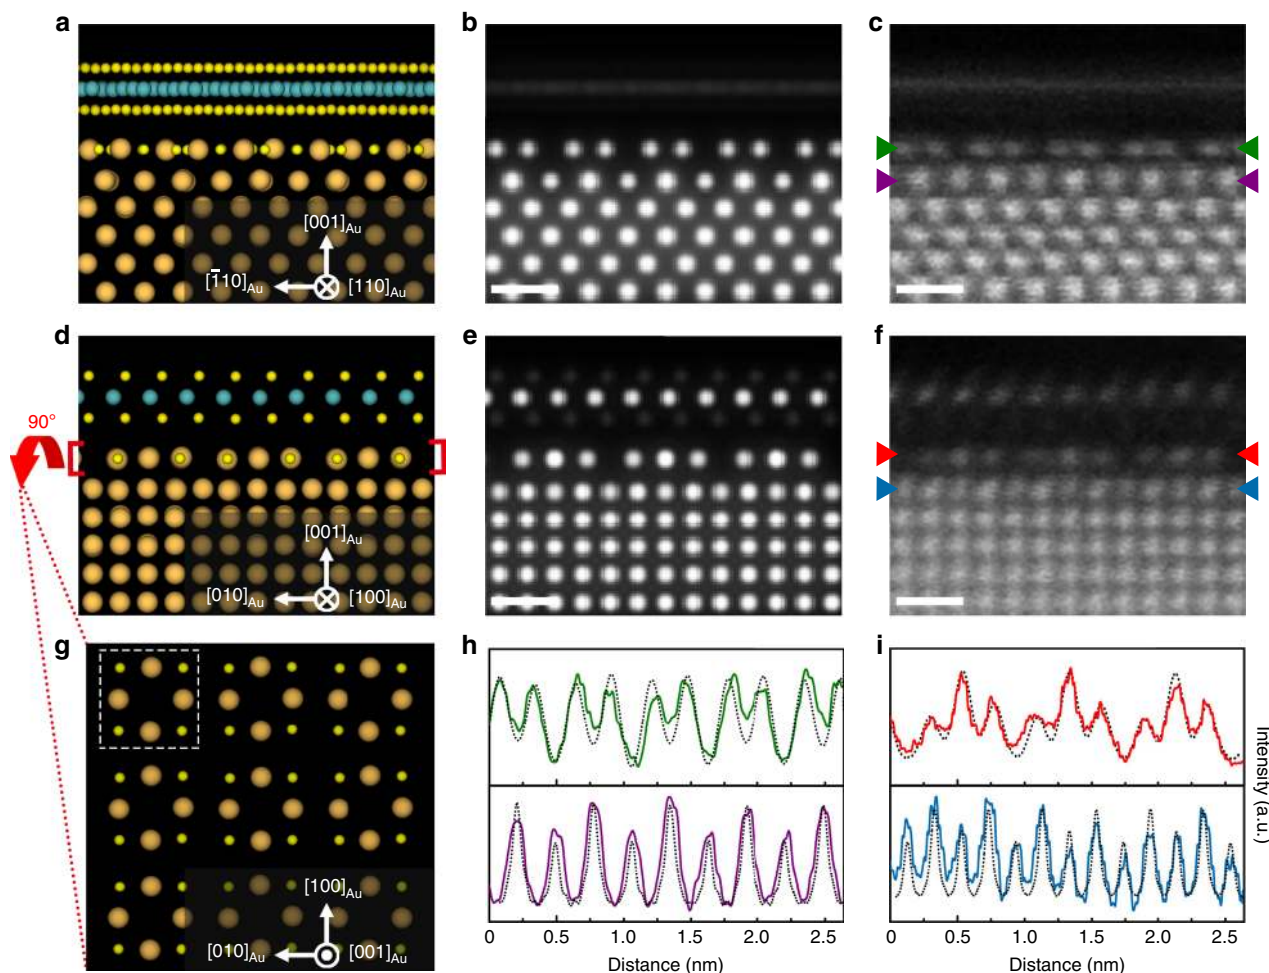 a
b
c
[001]Au
[1̄10]Au
[110]Au
d
e
f
90°
[001]Au
[010]Au
[100]Au
g
h
i
[100]Au
[010]Au
[001]Au
Intensity (a.u.)
0 0.5 1.0 1.5 2.0 2.5
0 0.5 1.0 1.5 2.0 2.5
Distance (nm)
Distance (nm)